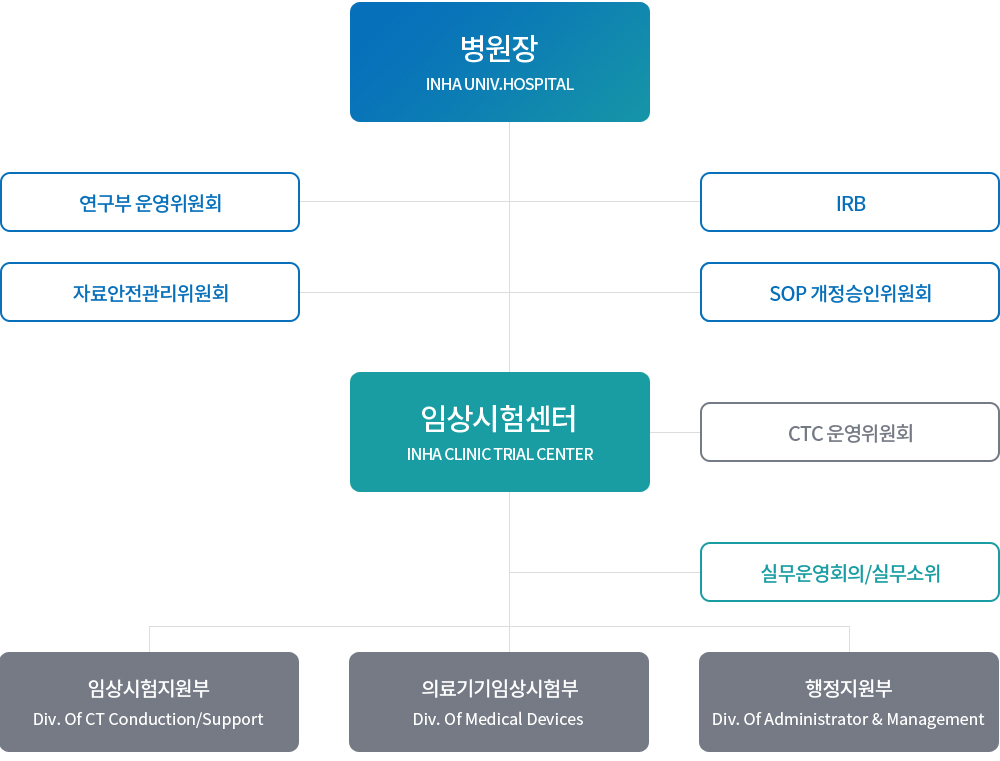 병원장
INHA UNIV.HOSPITAL
연구부 운영위원회
IRB
자료안전관리위원회
SOP 개정승인위원회
임상시험센터
INHA CLINIC TRIAL CENTER
CTC 운영위원회
실무운영회의/실무소위
임상시험지원부
Div. Of CT Conduction/Support
의료기기임상시험부
Div. Of Medical Devices
행정지원부
Div. Of Administrator & Management